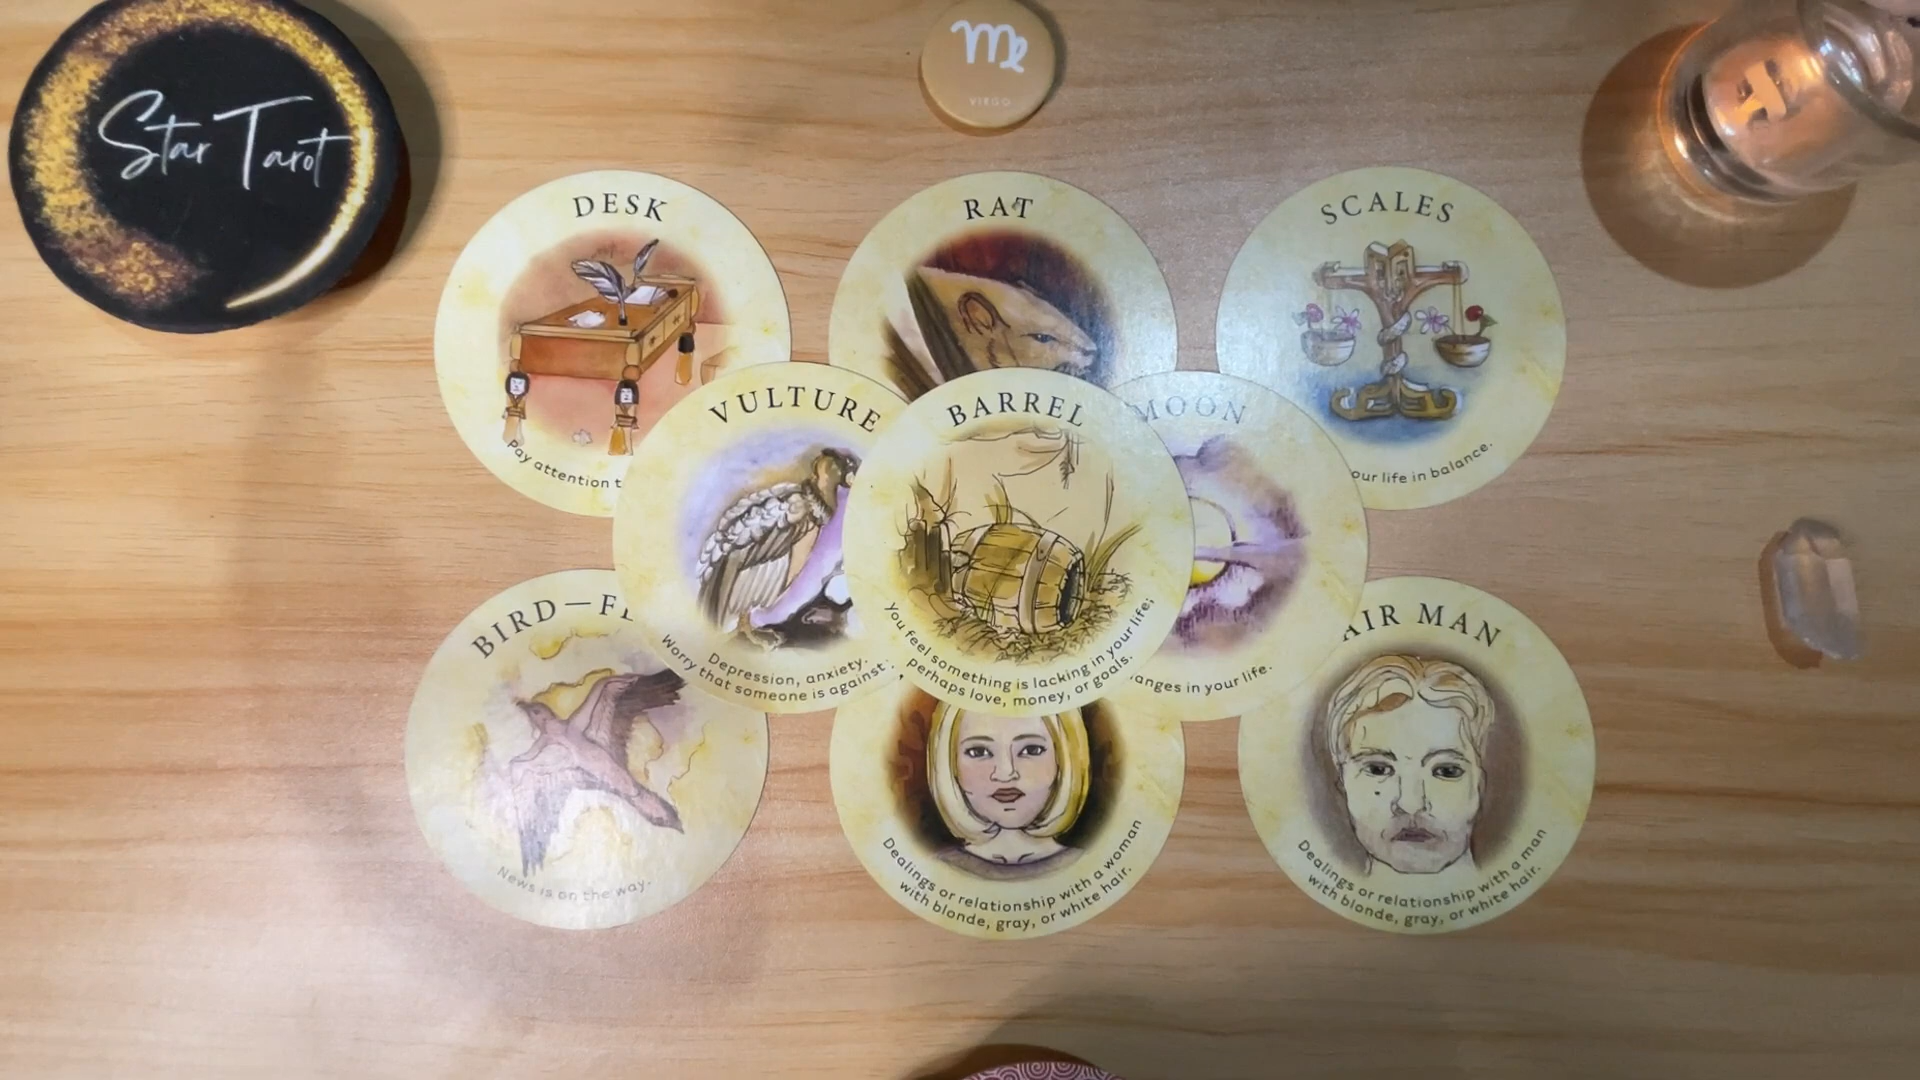 Star Tarot
VIRGO
DESK
Pay attention t
RAT
SCALES
our life in balance.
VULTURE
Depression, anxiety.
Worry that someone is against
BARREL
You feel something is lacking in your life;
perhaps love, money, or goals.
MOON
anges in your life.
BIRD—FL
News is on the way.
Dealings or relationship with a woman
with blonde, gray, or white hair.
AIR MAN
Dealings or relationship with a man
with blonde, gray, or white hair.